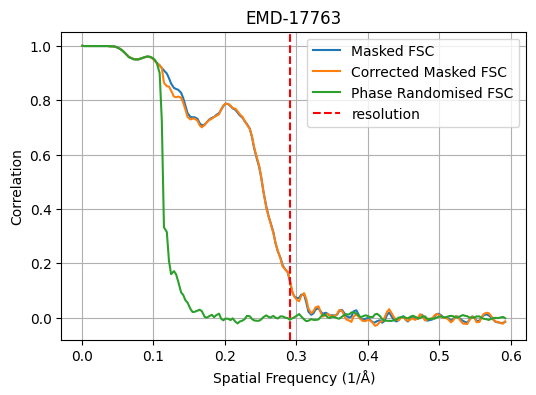 EMD-17763
1.0
0.8
0.6
0.4
0.2
0.0
Correlation
Masked FSC
Corrected Masked FSC
Phase Randomised FSC
resolution
0.0 0.1 0.2 0.3 0.4 0.5 0.6
Spatial Frequency (1/Å)